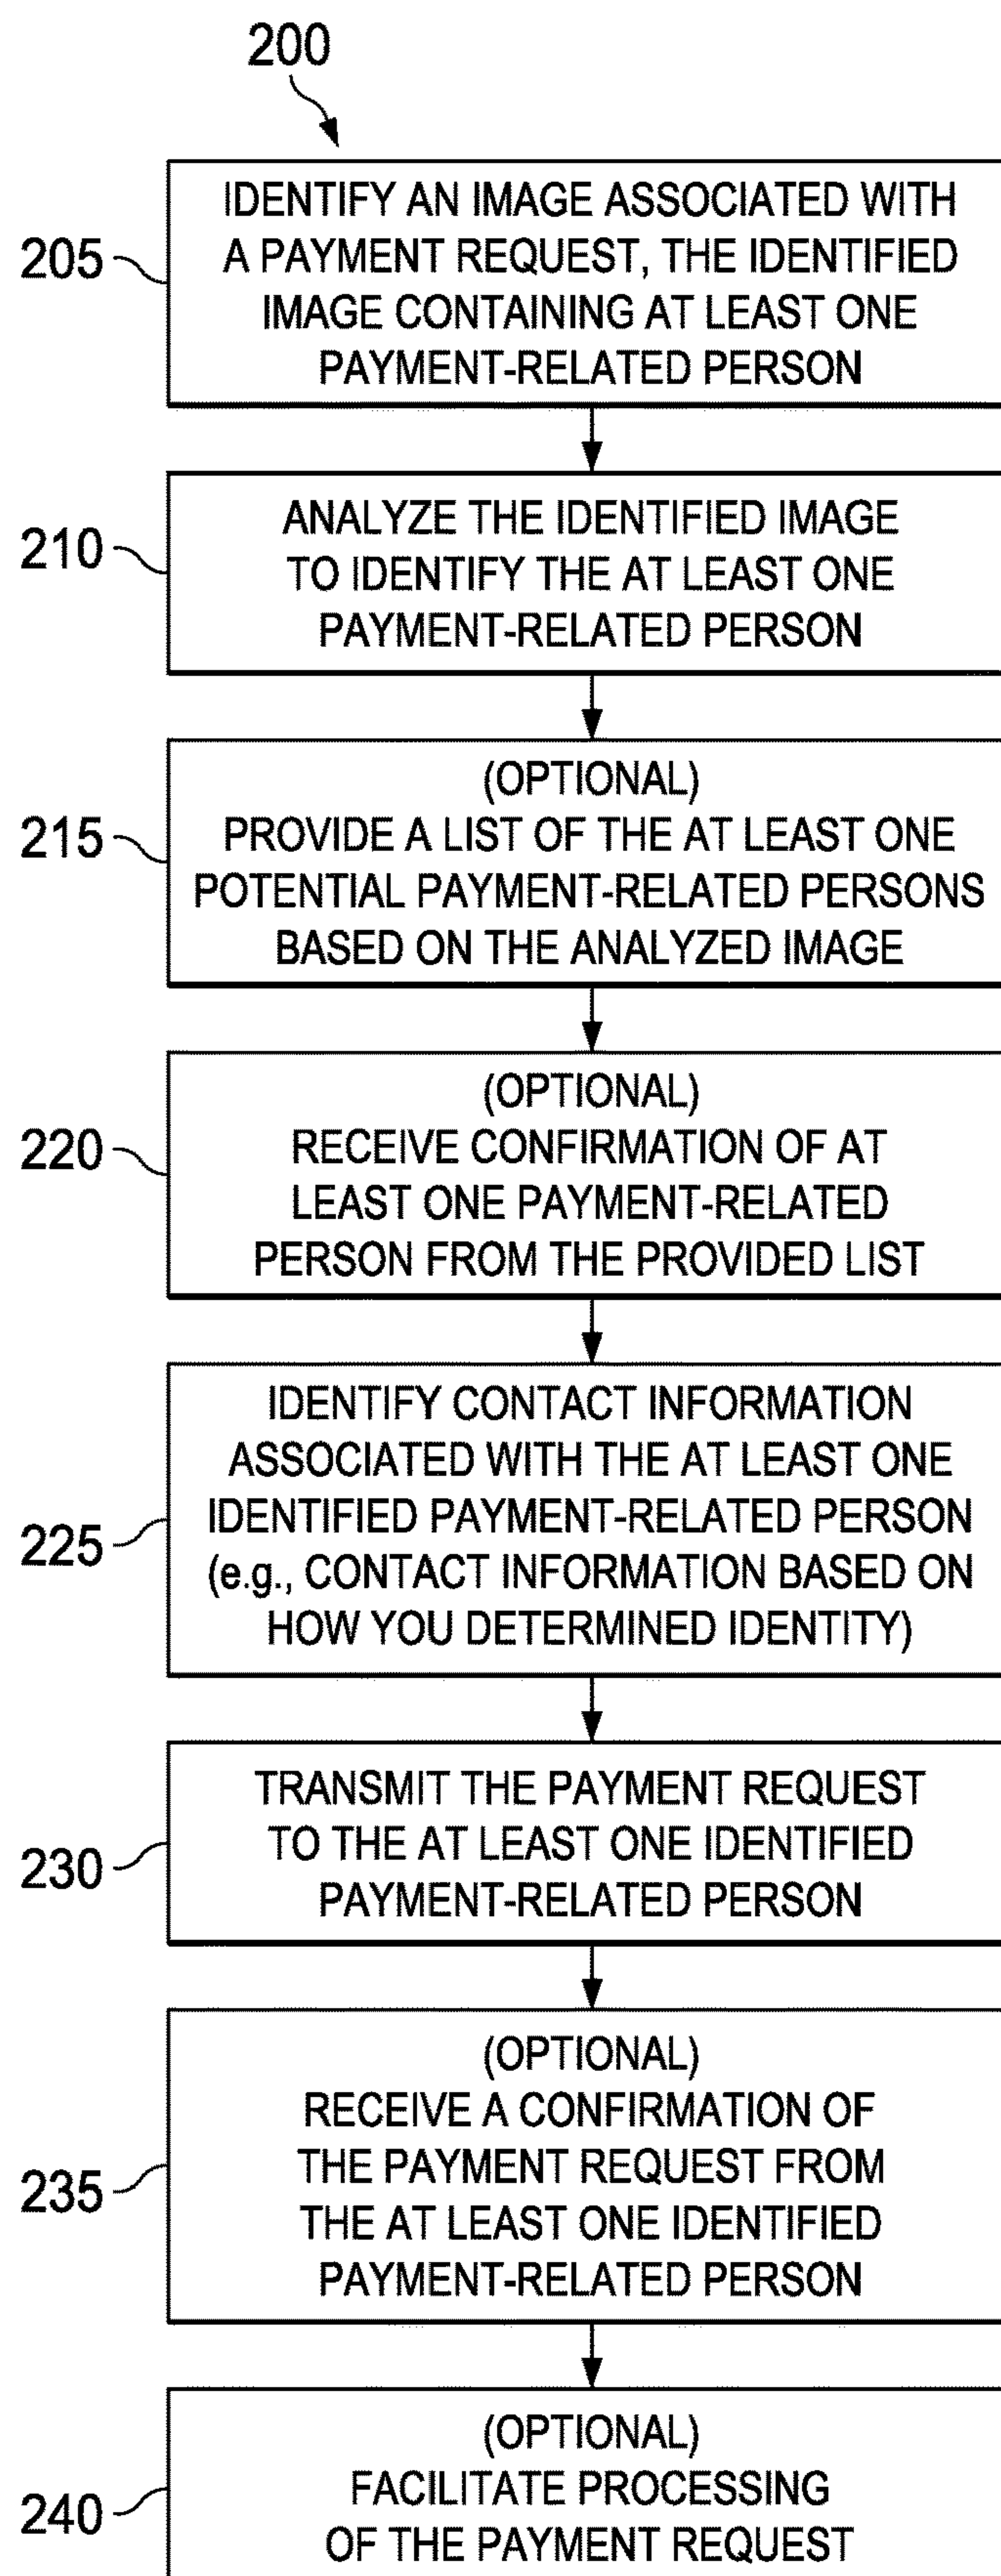 200
205
IDENTIFY AN IMAGE ASSOCIATED WITH
A PAYMENT REQUEST, THE IDENTIFIED
IMAGE CONTAINING AT LEAST ONE
PAYMENT-RELATED PERSON
210
ANALYZE THE IDENTIFIED IMAGE
TO IDENTIFY THE AT LEAST ONE
PAYMENT-RELATED PERSON
215
(OPTIONAL)
PROVIDE A LIST OF THE AT LEAST ONE
POTENTIAL PAYMENT-RELATED PERSONS
BASED ON THE ANALYZED IMAGE
220
(OPTIONAL)
RECEIVE CONFIRMATION OF AT
LEAST ONE PAYMENT-RELATED
PERSON FROM THE PROVIDED LIST
225
IDENTIFY CONTACT INFORMATION
ASSOCIATED WITH THE AT LEAST ONE
IDENTIFIED PAYMENT-RELATED PERSON
(e.g., CONTACT INFORMATION BASED ON
HOW YOU DETERMINED IDENTITY)
230
TRANSMIT THE PAYMENT REQUEST
TO THE AT LEAST ONE IDENTIFIED
PAYMENT-RELATED PERSON
235
(OPTIONAL)
RECEIVE A CONFIRMATION OF
THE PAYMENT REQUEST FROM
THE AT LEAST ONE IDENTIFIED
PAYMENT-RELATED PERSON
240
(OPTIONAL)
FACILITATE PROCESSING
OF THE PAYMENT REQUEST